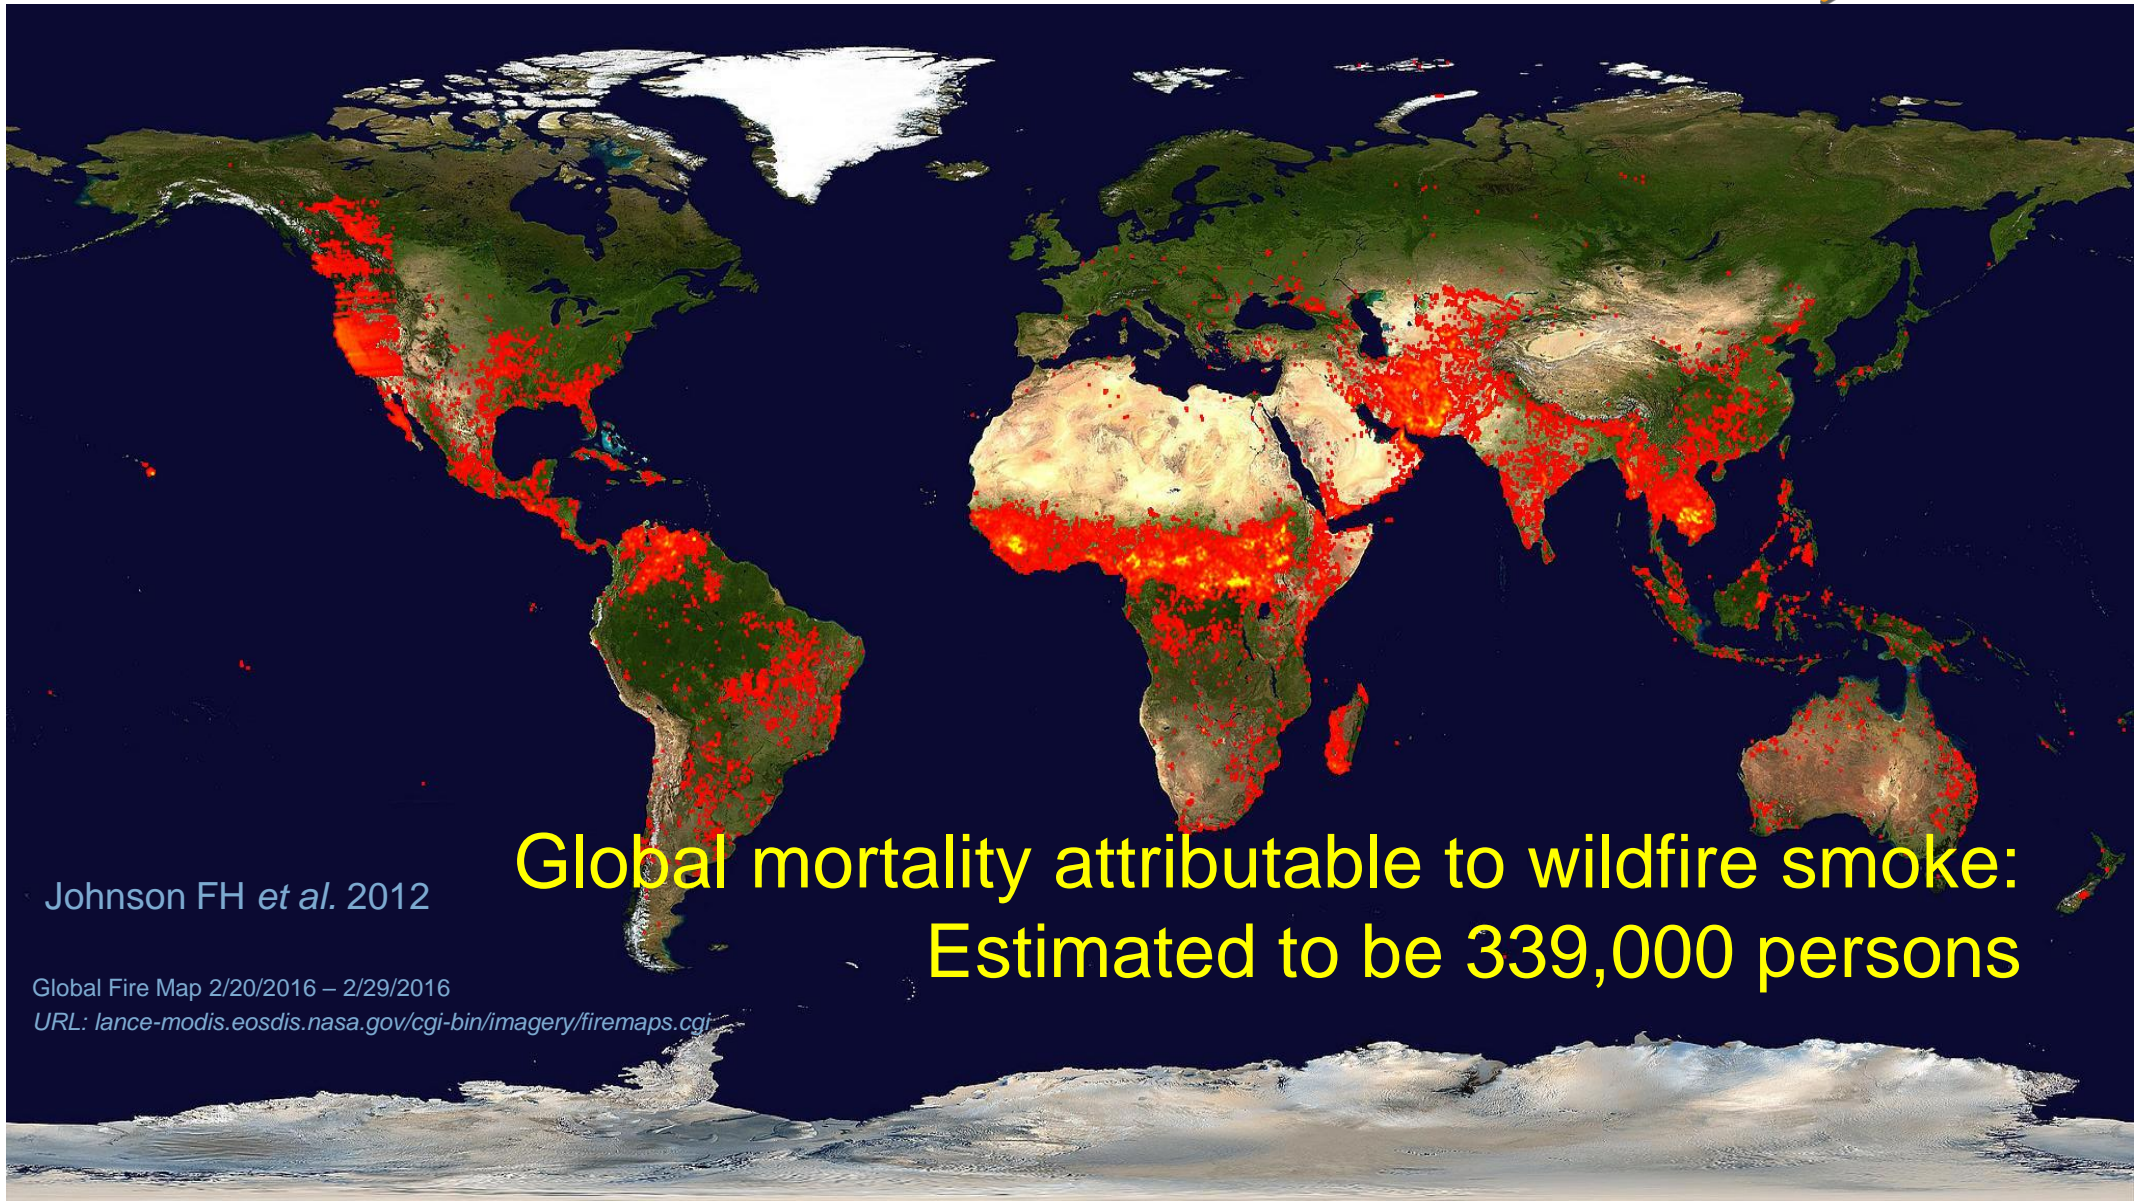 Global mortality attributable to wildfire smoke:
Estimated to be 339,000 persons
Johnson FH et al. 2012
Global Fire Map 2/20/2016 – 2/29/2016
URL: lance-modis.eosdis.nasa.gov/cgi-bin/imagery/firemaps.cgi